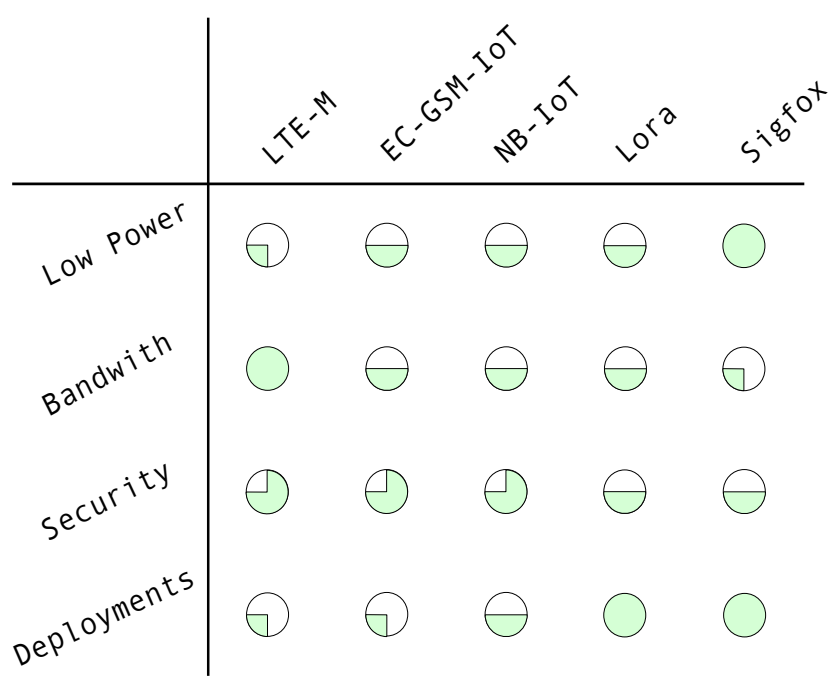 LTE-M
EC-GSM-IoT
NB-IoT
Lora
Sigfox
Low Power
Bandwith
Security
Deployments